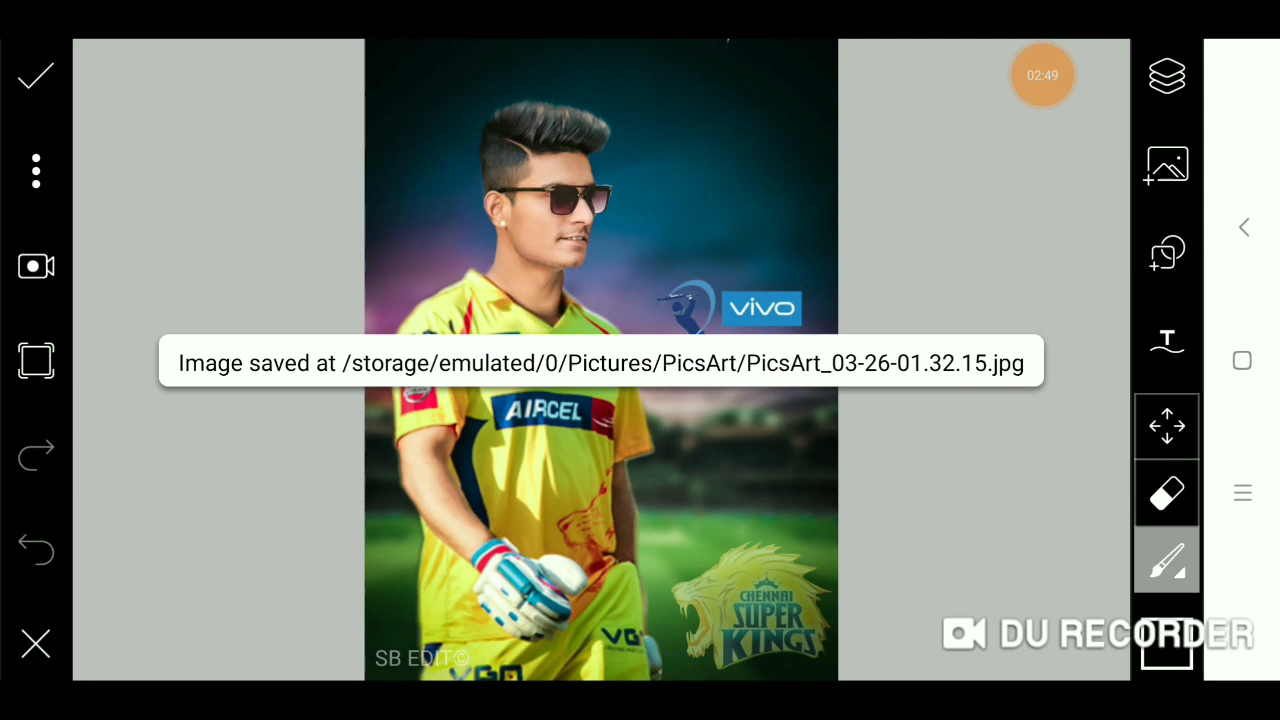 02:49
vivo
Image saved at /storage/emulated/0/Pictures/PicsArt/PicsArt_03-26-01.32.15.jpg
AIRCEL
CHENNAI
SUPER
KINGS
VG
SB EDIT©
DU RECORDER